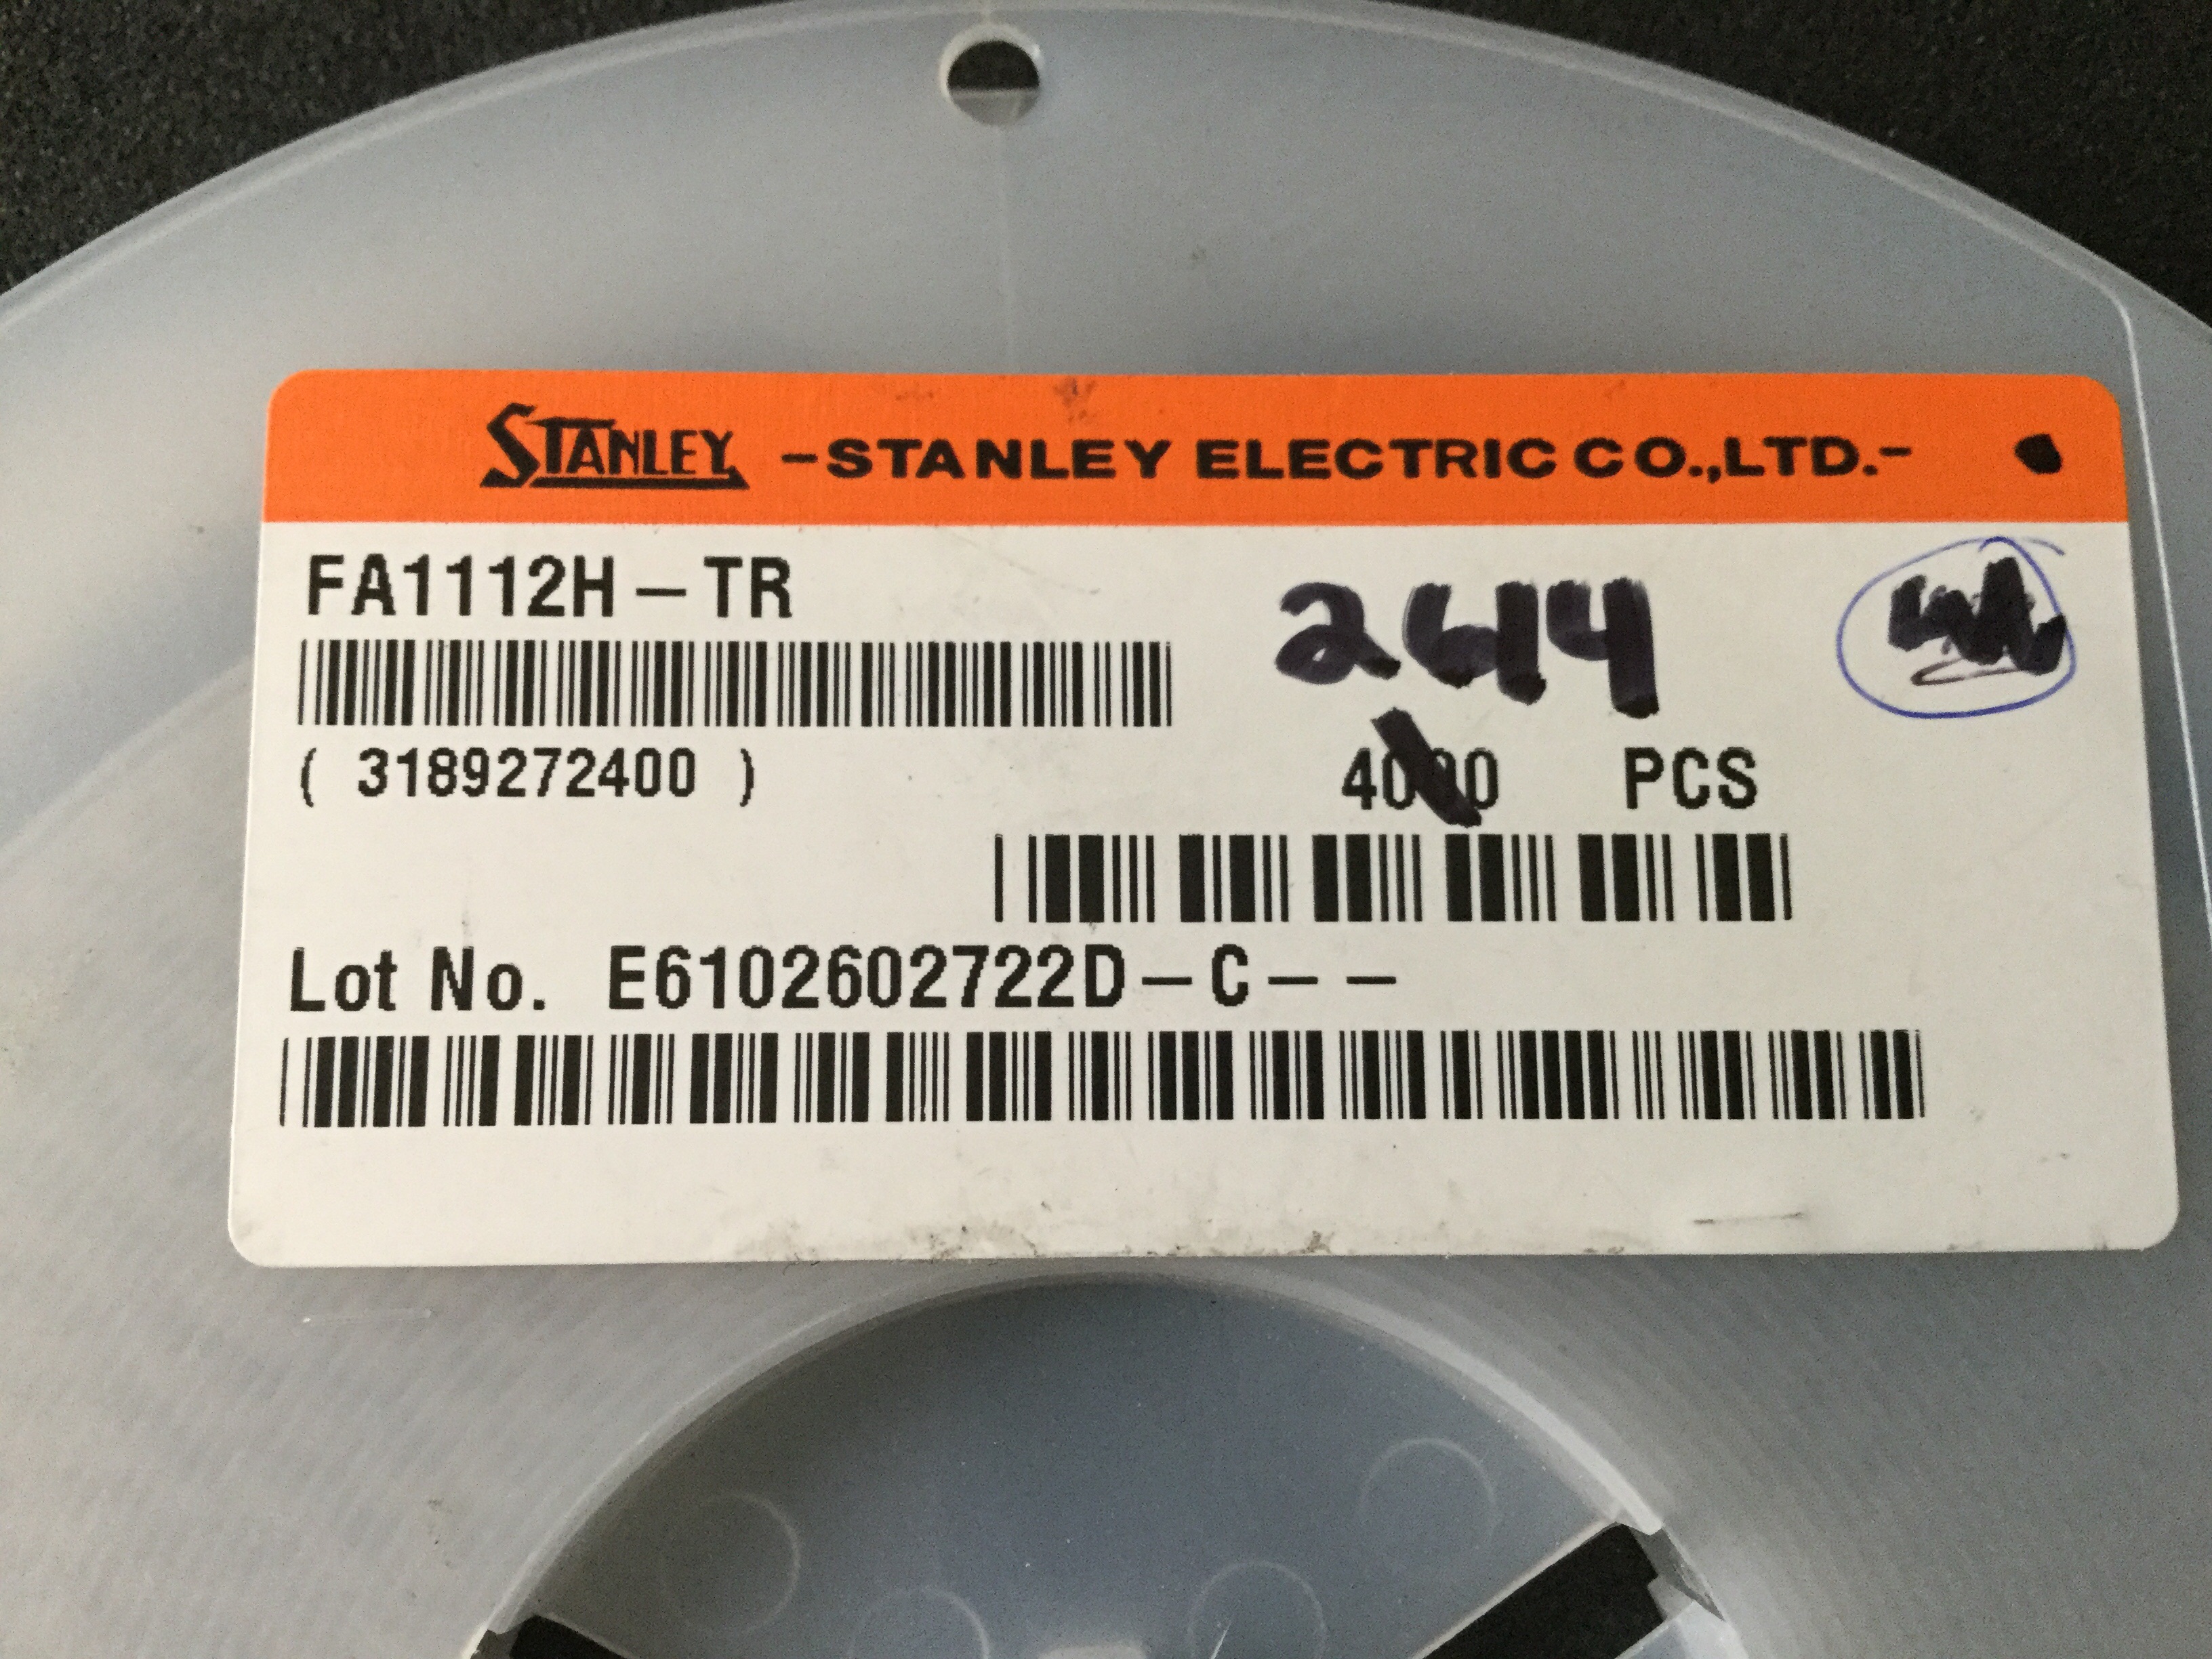 STANLEY -STANLEY ELECTRIC CO.,LTD.-
FA1112H-TR
2614
( 3189272400 )
4000 PCS
Lot No. E6102602722D-C--